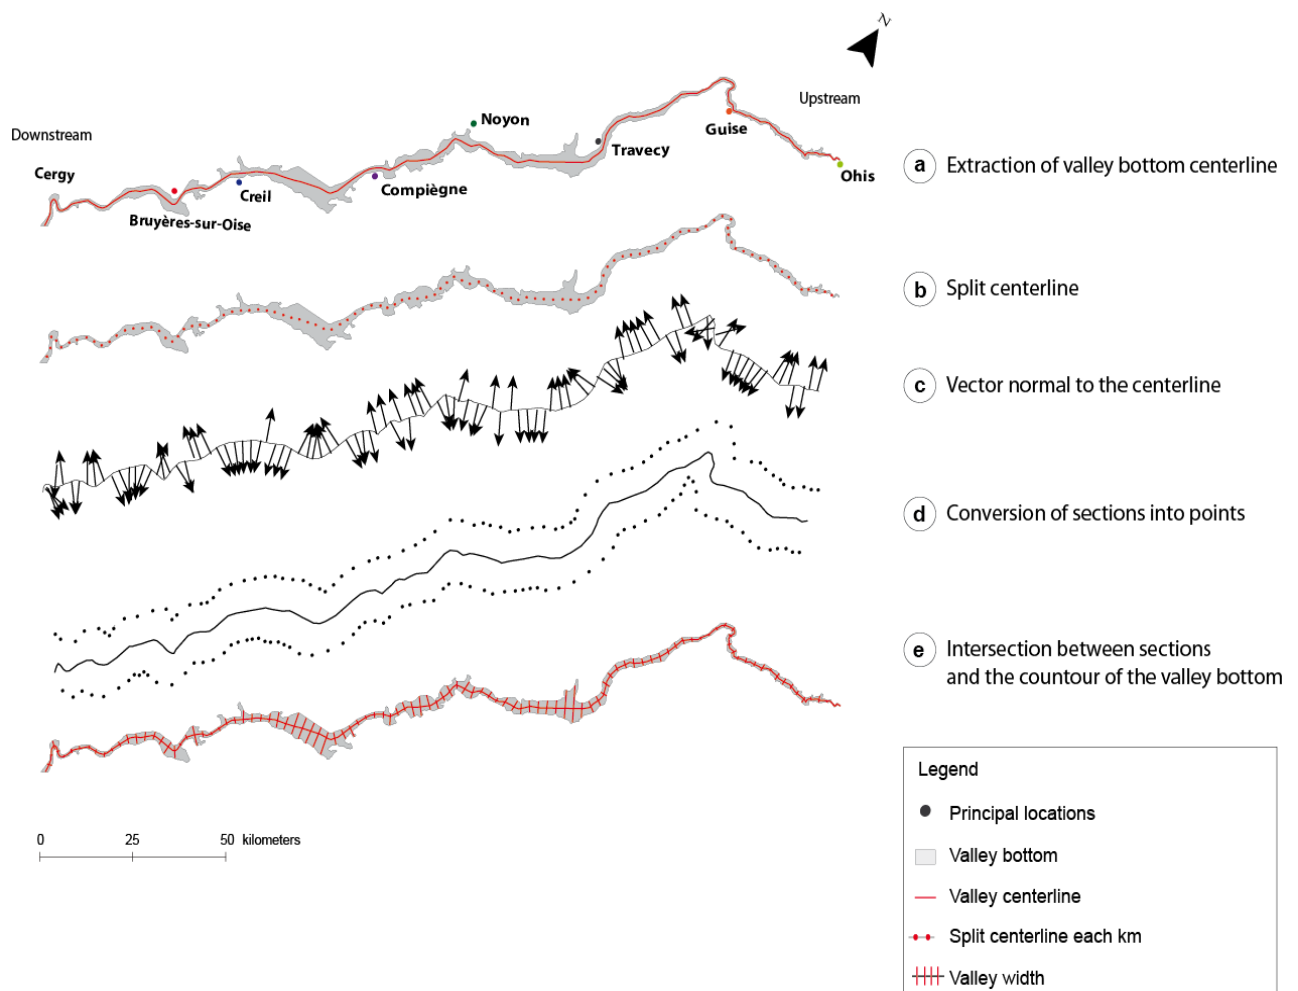 N
Upstream
Downstream
Noyon
Guise
Travecy
Cergy
Ohis
Compiègne
Creil
Bruyères-sur-Oise
a Extraction of valley bottom centerline
b Split centerline
c Vector normal to the centerline
d Conversion of sections into points
e Intersection between sections
and the countour of the valley bottom
0 25 50 kilometers
Legend
Principal locations
Valley bottom
Valley centerline
Split centerline each km
Valley width